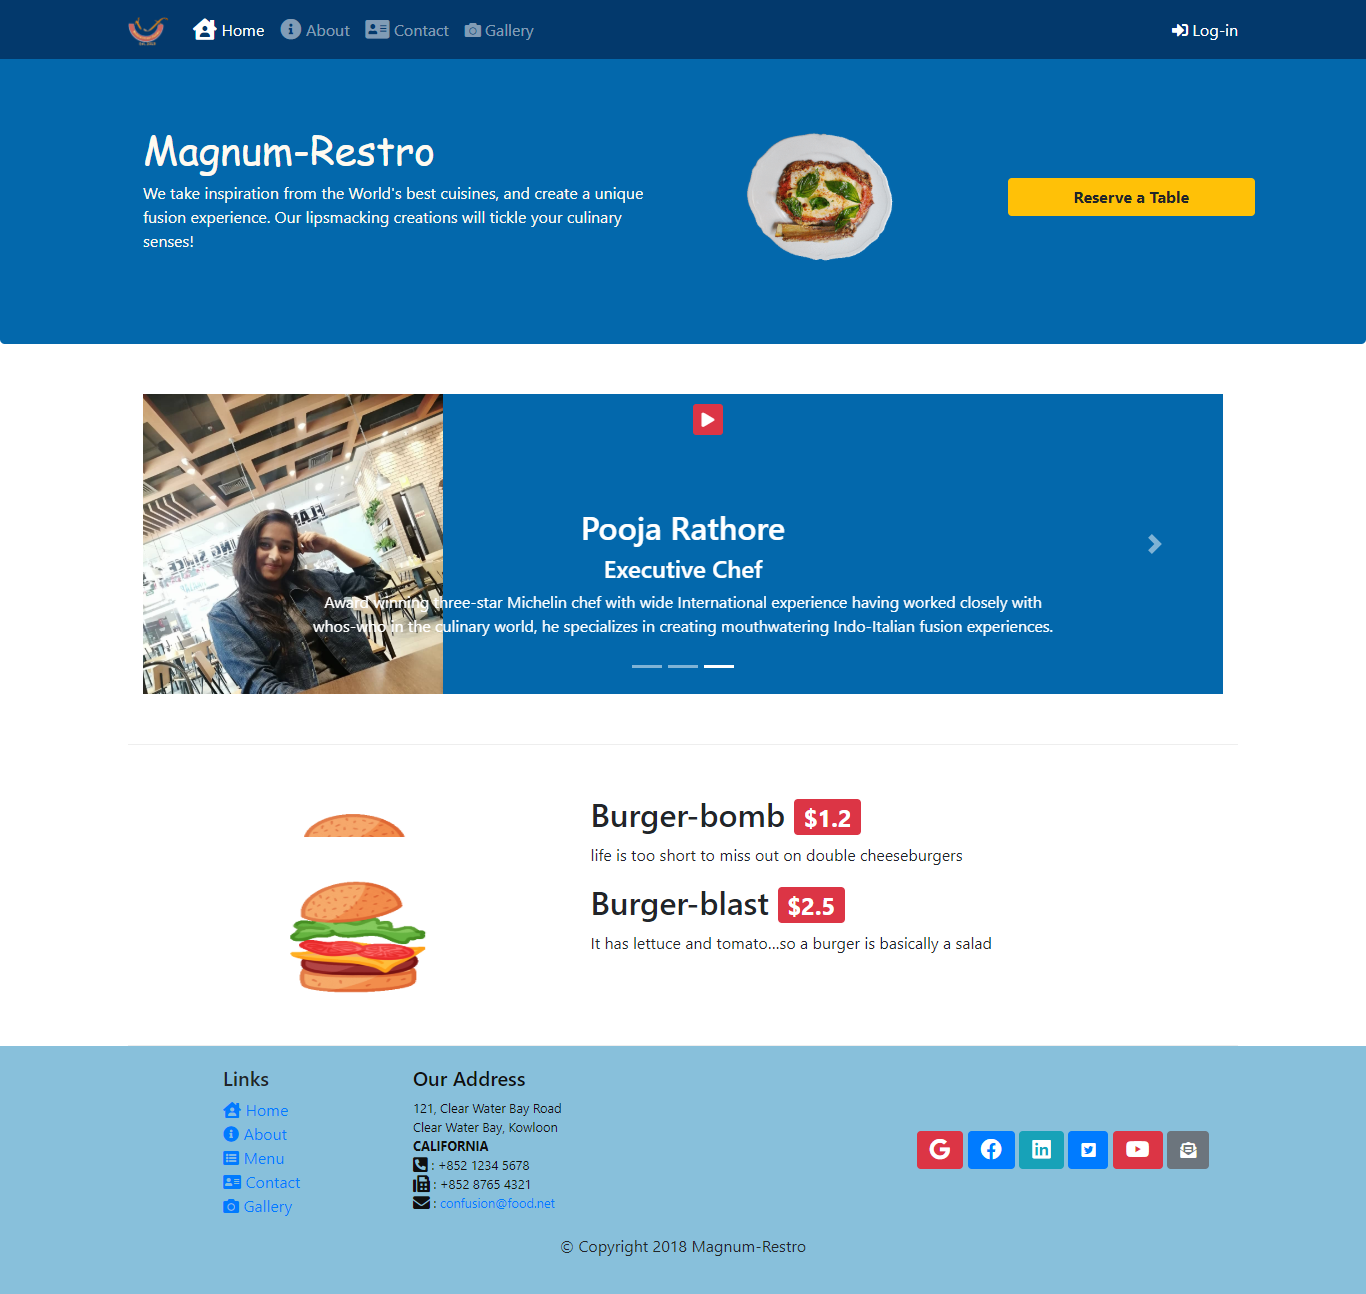 Home About Contact Gallery Log-in
Magnum-Restro
We take inspiration from the World's best cuisines, and create a unique
fusion experience. Our lipsmacking creations will tickle your culinary
senses!
Reserve a Table
Pooja Rathore
Executive Chef
Award winning three-star Michelin chef with wide International experience having worked closely with
whos-who in the culinary world, he specializes in creating mouthwatering Indo-Italian fusion experiences.
Burger-bomb $1.2
life is too short to miss out on double cheeseburgers
Burger-blast $2.5
It has lettuce and tomato...so a burger is basically a salad
Links
Home
About
Menu
Contact
Gallery
Our Address
121, Clear Water Bay Road
Clear Water Bay, Kowloon
CALIFORNIA
: +852 1234 5678
: +852 8765 4321
: confusion@food.net
© Copyright 2018 Magnum-Restro